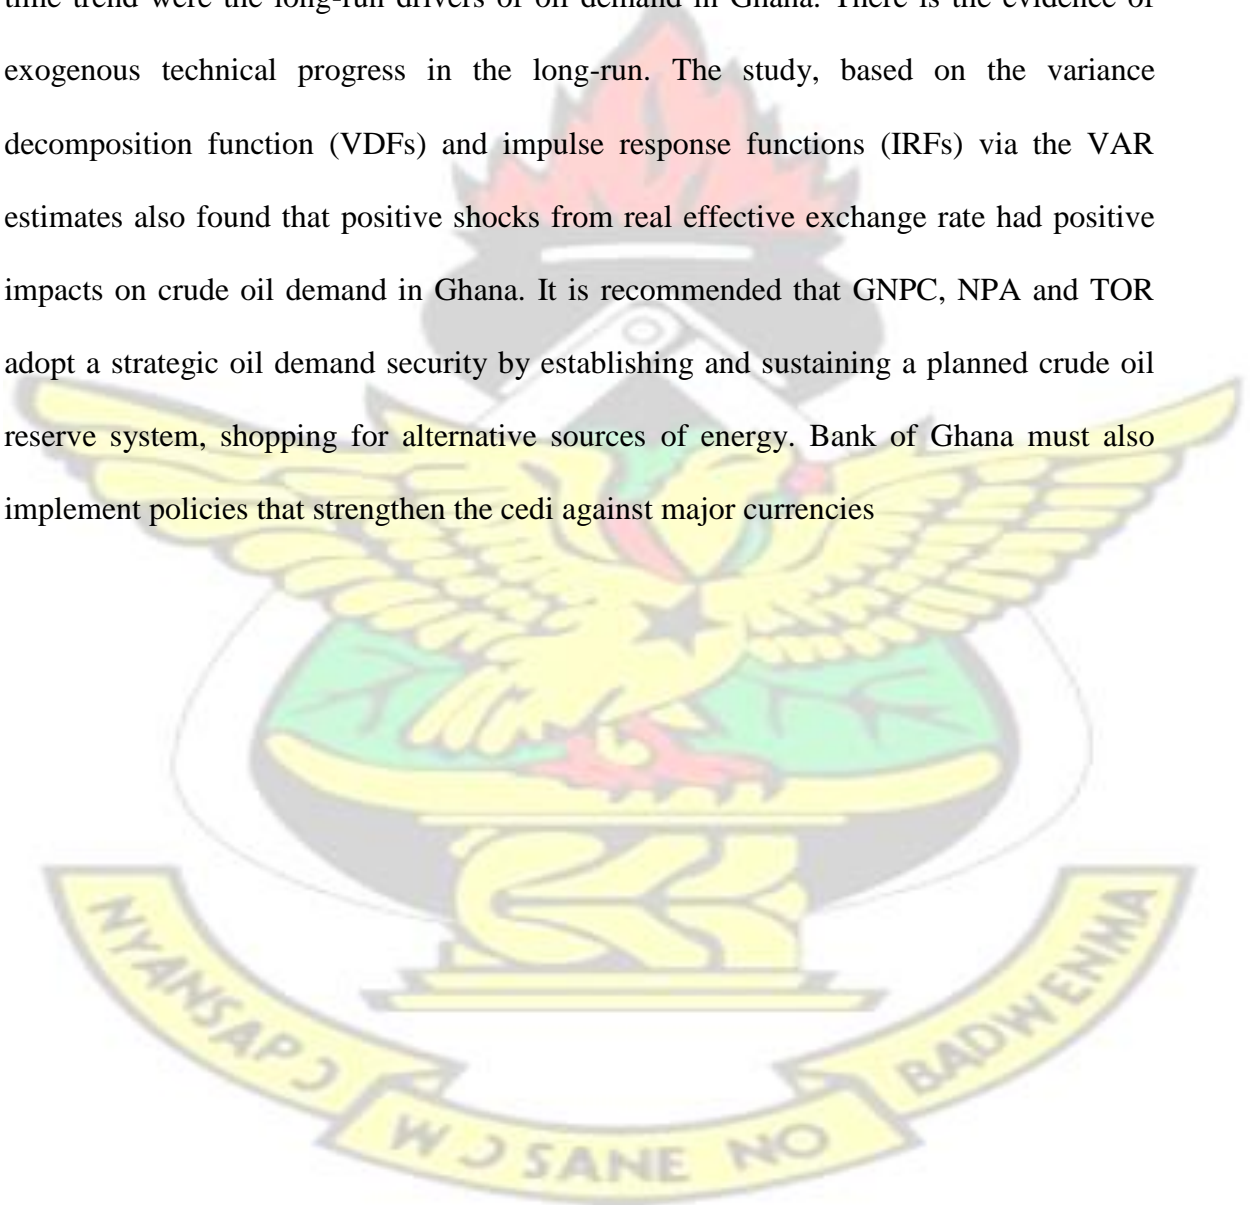 time trend were the long-run drivers of oil demand in Ghana. There is the evidence of
exogenous technical progress in the long-run. The study, based on the variance
decomposition function (VDFs) and impulse response functions (IRFs) via the VAR
estimates also found that positive shocks from real effective exchange rate had positive
impacts on crude oil demand in Ghana. It is recommended that GNPC, NPA and TOR
adopt a strategic oil demand security by establishing and sustaining a planned crude oil
reserve system, shopping for alternative sources of energy. Bank of Ghana must also
implement policies that strengthen the cedi against major currencies
NYANSAPƆ
WƆSANE NO
BADWENMA